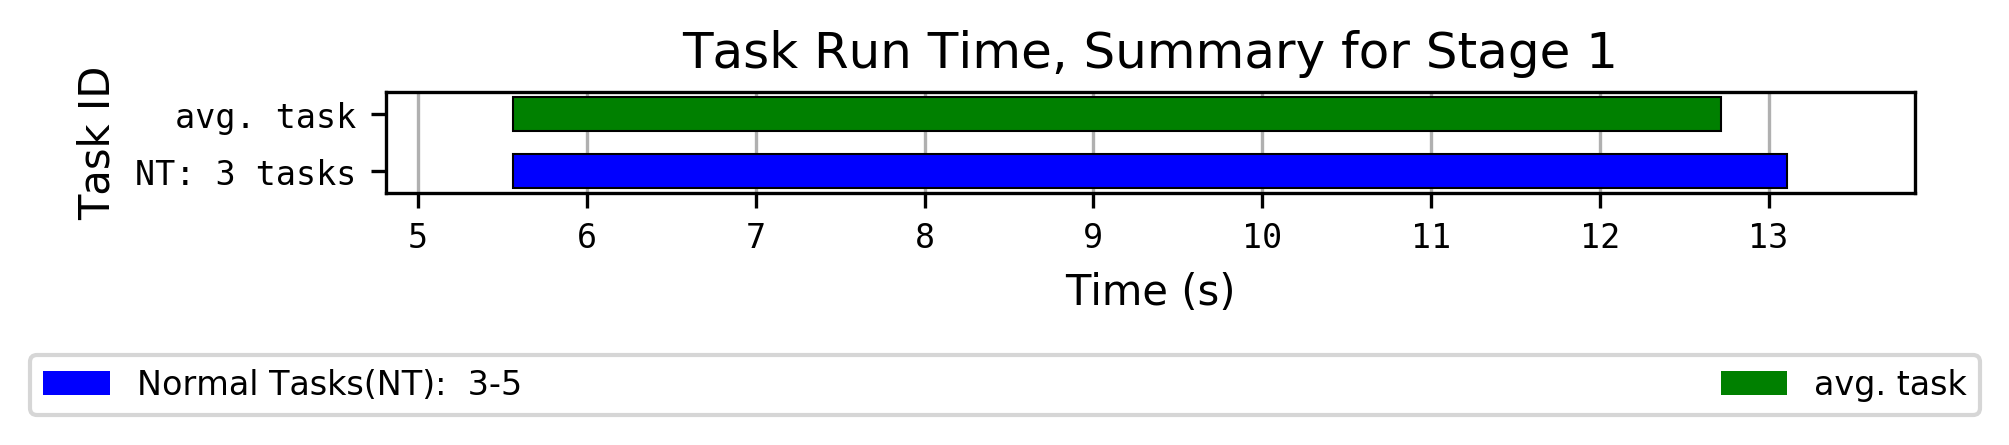 Task Run Time, Summary for Stage 1
Task ID
avg. task
NT: 3 tasks
5 6 7 8 9 10 11 12 13
Time (s)
Normal Tasks(NT):  3-5
avg. task